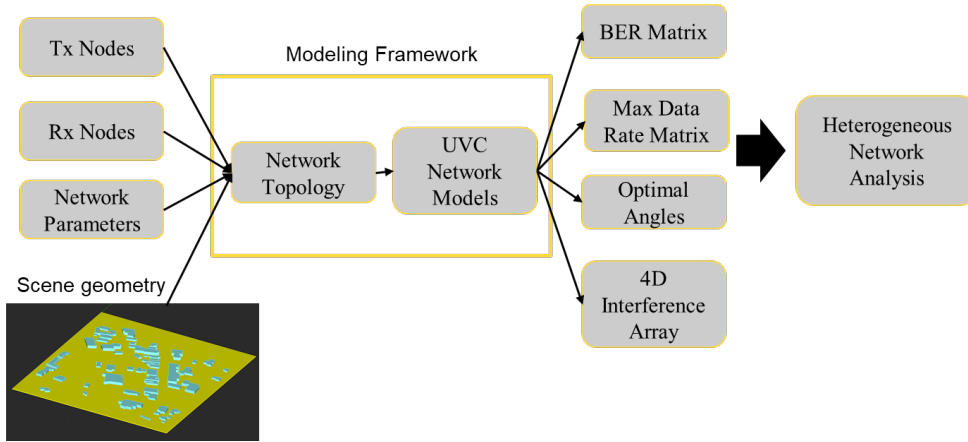 Tx Nodes
Rx Nodes
Network
Parameters
Scene geometry
Modeling Framework
Network
Topology
UVC
Network
Models
BER Matrix
Max Data
Rate Matrix
Optimal
Angles
4D
Interference
Array
Heterogeneous
Network
Analysis